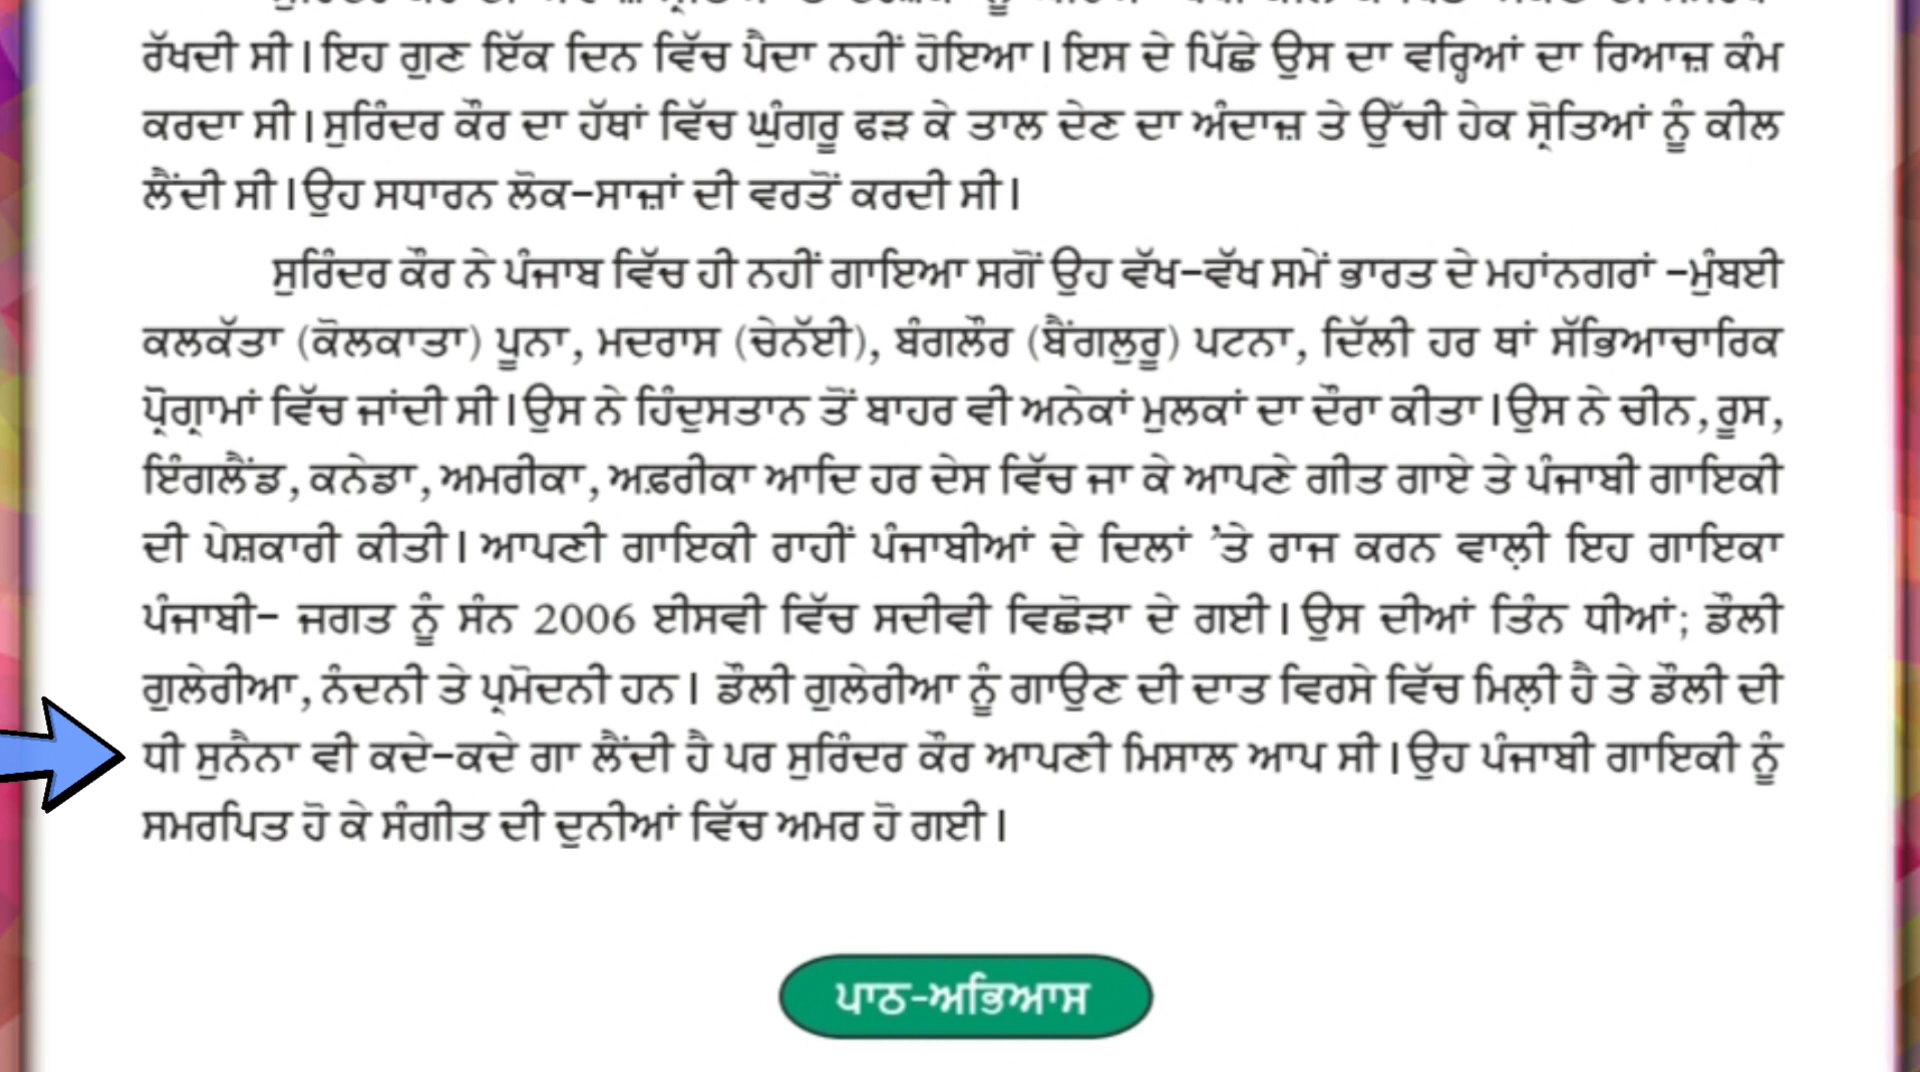 ਰੱਖਦੀ ਸੀ। ਇਹ ਗੁਣ ਇੱਕ ਦਿਨ ਵਿੱਚ ਪੈਦਾ ਨਹੀਂ ਹੋਇਆ। ਇਸ ਦੇ ਪਿੱਛੇ ਉਸ ਦਾ ਵਰ੍ਹਿਆਂ ਦਾ ਰਿਆਜ਼ ਕੰਮ
ਕਰਦਾ ਸੀ। ਸੁਰਿੰਦਰ ਕੌਰ ਦਾ ਹੱਥਾਂ ਵਿੱਚ ਘੁੰਗਰੂ ਫੜ ਕੇ ਤਾਲ ਦੇਣ ਦਾ ਅੰਦਾਜ਼ ਤੇ ਉੱਚੀ ਹੇਕ ਸ੍ਰੋਤਿਆਂ ਨੂੰ ਕੀਲ
ਲੈਂਦੀ ਸੀ। ਉਹ ਸਧਾਰਨ ਲੋਕ-ਸਾਜ਼ਾਂ ਦੀ ਵਰਤੋਂ ਕਰਦੀ ਸੀ।
ਸੁਰਿੰਦਰ ਕੌਰ ਨੇ ਪੰਜਾਬ ਵਿੱਚ ਹੀ ਨਹੀਂ ਗਾਇਆ ਸਗੋਂ ਉਹ ਵੱਖ-ਵੱਖ ਸਮੇਂ ਭਾਰਤ ਦੇ ਮਹਾਂਨਗਰਾਂ -ਮੁੰਬਈ
ਕਲਕੱਤਾ (ਕੋਲਕਾਤਾ) ਪੂਨਾ, ਮਦਰਾਸ (ਚੇਨੱਈ), ਬੰਗਲੌਰ (ਬੈਂਗਲੁਰੂ) ਪਟਨਾ, ਦਿੱਲੀ ਹਰ ਥਾਂ ਸੱਭਿਆਚਾਰਿਕ
ਪ੍ਰੋਗ੍ਰਾਮਾਂ ਵਿੱਚ ਜਾਂਦੀ ਸੀ। ਉਸ ਨੇ ਹਿੰਦੁਸਤਾਨ ਤੋਂ ਬਾਹਰ ਵੀ ਅਨੇਕਾਂ ਮੁਲਕਾਂ ਦਾ ਦੌਰਾ ਕੀਤਾ। ਉਸ ਨੇ ਚੀਨ, ਰੂਸ,
ਇੰਗਲੈਂਡ, ਕਨੇਡਾ, ਅਮਰੀਕਾ, ਅਫ਼ਰੀਕਾ ਆਦਿ ਹਰ ਦੇਸ ਵਿੱਚ ਜਾ ਕੇ ਆਪਣੇ ਗੀਤ ਗਾਏ ਤੇ ਪੰਜਾਬੀ ਗਾਇਕੀ
ਦੀ ਪੇਸ਼ਕਾਰੀ ਕੀਤੀ। ਆਪਣੀ ਗਾਇਕੀ ਰਾਹੀਂ ਪੰਜਾਬੀਆਂ ਦੇ ਦਿਲਾਂ 'ਤੇ ਰਾਜ ਕਰਨ ਵਾਲ਼ੀ ਇਹ ਗਾਇਕਾ
ਪੰਜਾਬੀ- ਜਗਤ ਨੂੰ ਸੰਨ 2006 ਈਸਵੀ ਵਿੱਚ ਸਦੀਵੀ ਵਿਛੋੜਾ ਦੇ ਗਈ। ਉਸ ਦੀਆਂ ਤਿੰਨ ਧੀਆਂ; ਡੌਲੀ
ਗੁਲੇਰੀਆ, ਨੰਦਨੀ ਤੇ ਪ੍ਰਮੋਦਨੀ ਹਨ। ਡੌਲੀ ਗੁਲੇਰੀਆ ਨੂੰ ਗਾਉਣ ਦੀ ਦਾਤ ਵਿਰਸੇ ਵਿੱਚ ਮਿਲ਼ੀ ਹੈ ਤੇ ਡੌਲੀ ਦੀ
ਧੀ ਸੁਨੈਨਾ ਵੀ ਕਦੇ-ਕਦੇ ਗਾ ਲੈਂਦੀ ਹੈ ਪਰ ਸੁਰਿੰਦਰ ਕੌਰ ਆਪਣੀ ਮਿਸਾਲ ਆਪ ਸੀ। ਉਹ ਪੰਜਾਬੀ ਗਾਇਕੀ ਨੂੰ
ਸਮਰਪਿਤ ਹੋ ਕੇ ਸੰਗੀਤ ਦੀ ਦੁਨੀਆਂ ਵਿੱਚ ਅਮਰ ਹੋ ਗਈ।
ਪਾਠ-ਅਭਿਆਸ